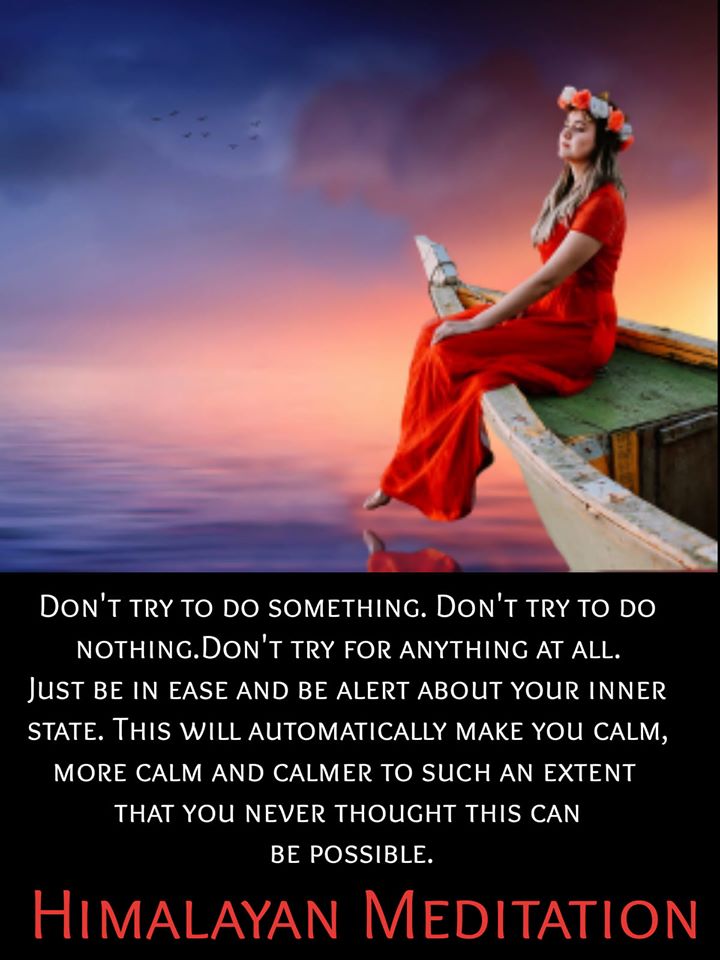 Don't try to do something. Don't try to do
nothing.Don't try for anything at all.
Just be in ease and be alert about your inner
state. This will automatically make you calm,
more calm and calmer to such an extent
that you never thought this can
be possible.
Himalayan Meditation